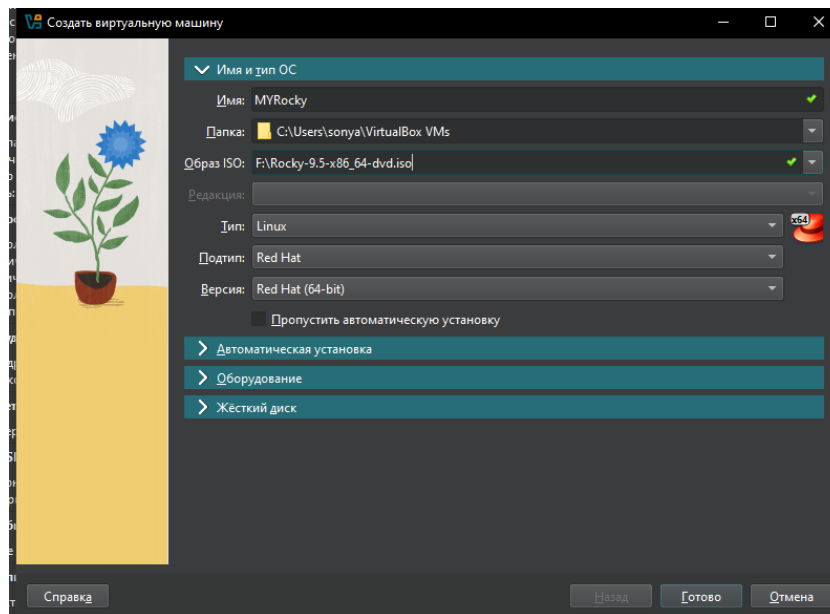 Создать виртуальную машину
Имя и тип ОС
Имя: MYRocky
Папка: C:\Users\sonya\VirtualBox VMs
Образ ISO: F:\Rocky-9.5-x86_64-dvd.iso
Редакция:
Тип: Linux
x64
Подтип: Red Hat
Версия: Red Hat (64-bit)
Пропустить автоматическую установку
Автоматическая установка
Оборудование
Жёсткий диск
Справка Назад Готово Отмена